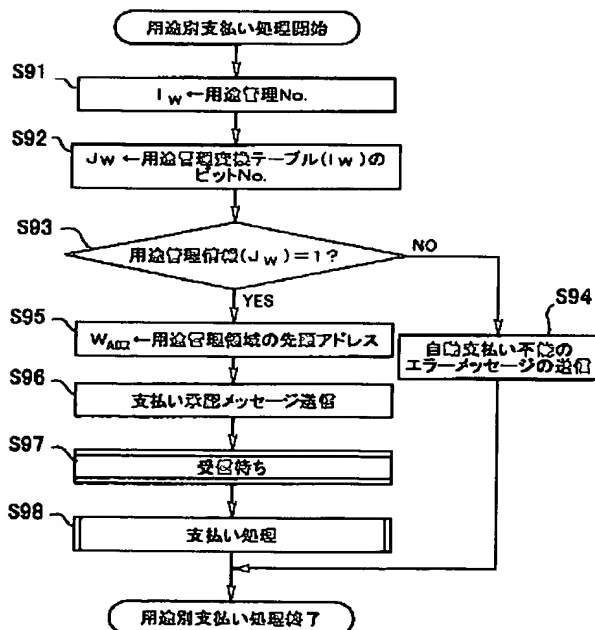 用途別支払い処理開始
S91
IW ←用途管理No.
S92
JW ←用途管理変換テーブル(IW)の
ビットNo.
S93
用途管理情報(JW)＝1？
NO
YES
S94
自動支払い不能の
エラーメッセージの送信
S95
WADR←用途管理領域の先頭アドレス
S96
支払い承認メッセージ送信
S97
受信待ち
S98
支払い処理
用途別支払い処理終了